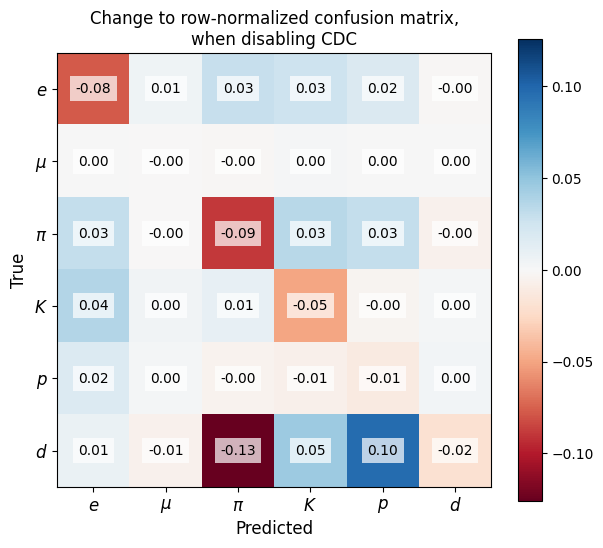 Change to row-normalized confusion matrix,
when disabling CDC
e -0.08 0.01 0.03 0.03 0.02 -0.00
μ 0.00 -0.00 -0.00 0.00 0.00 0.00
π 0.03 -0.00 -0.09 0.03 0.03 -0.00
K 0.04 0.00 0.01 -0.05 -0.00 0.00
p 0.02 0.00 -0.00 -0.01 -0.01 0.00
d 0.01 -0.01 -0.13 0.05 0.10 -0.02
e μ π K p d
True
Predicted
0.10
0.05
0.00
-0.05
-0.10